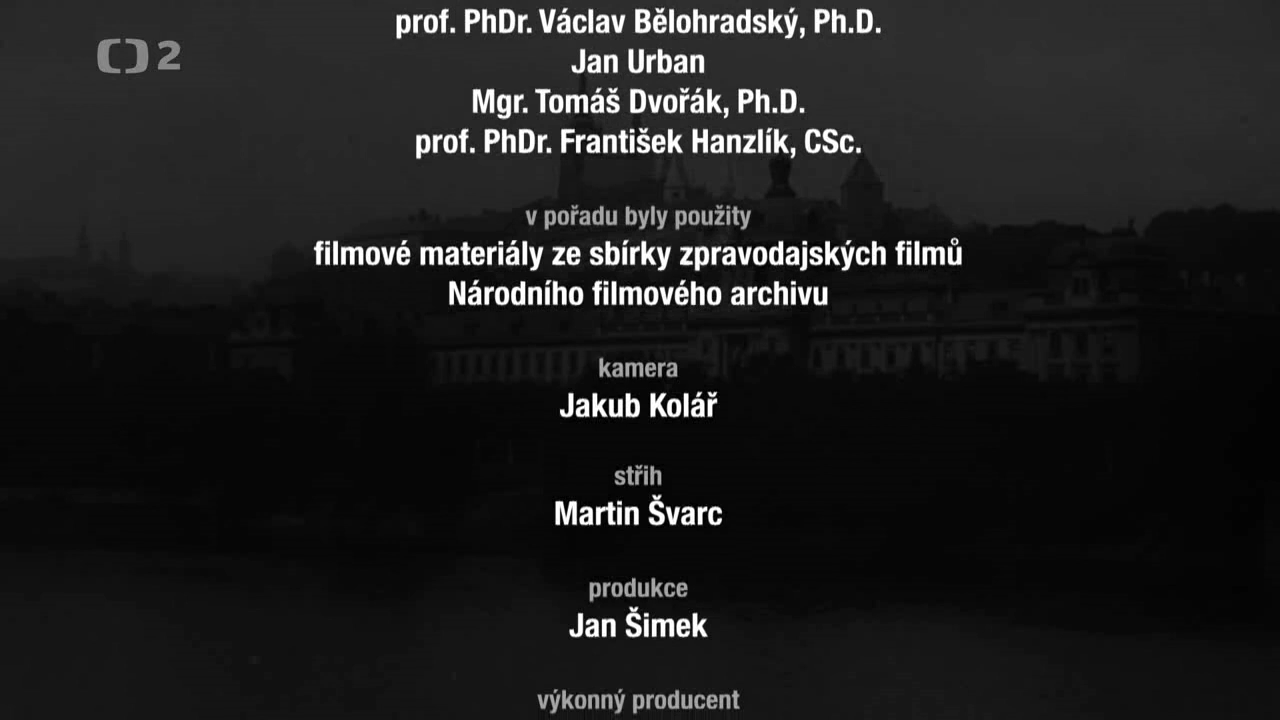 prof. PhDr. Václav Bělohradský, Ph.D.
2
Jan Urban
Mgr. Tomáš Dvořák, Ph.D.
prof. PhDr. František Hanzlík, CSc.
v pořadu byly použity
filmové materiály ze sbírky zpravodajských filmů
Národního filmového archivu
kamera
Jakub Kolář
střih
Martin Švarc
produkce
Jan Šimek
výkonný producent